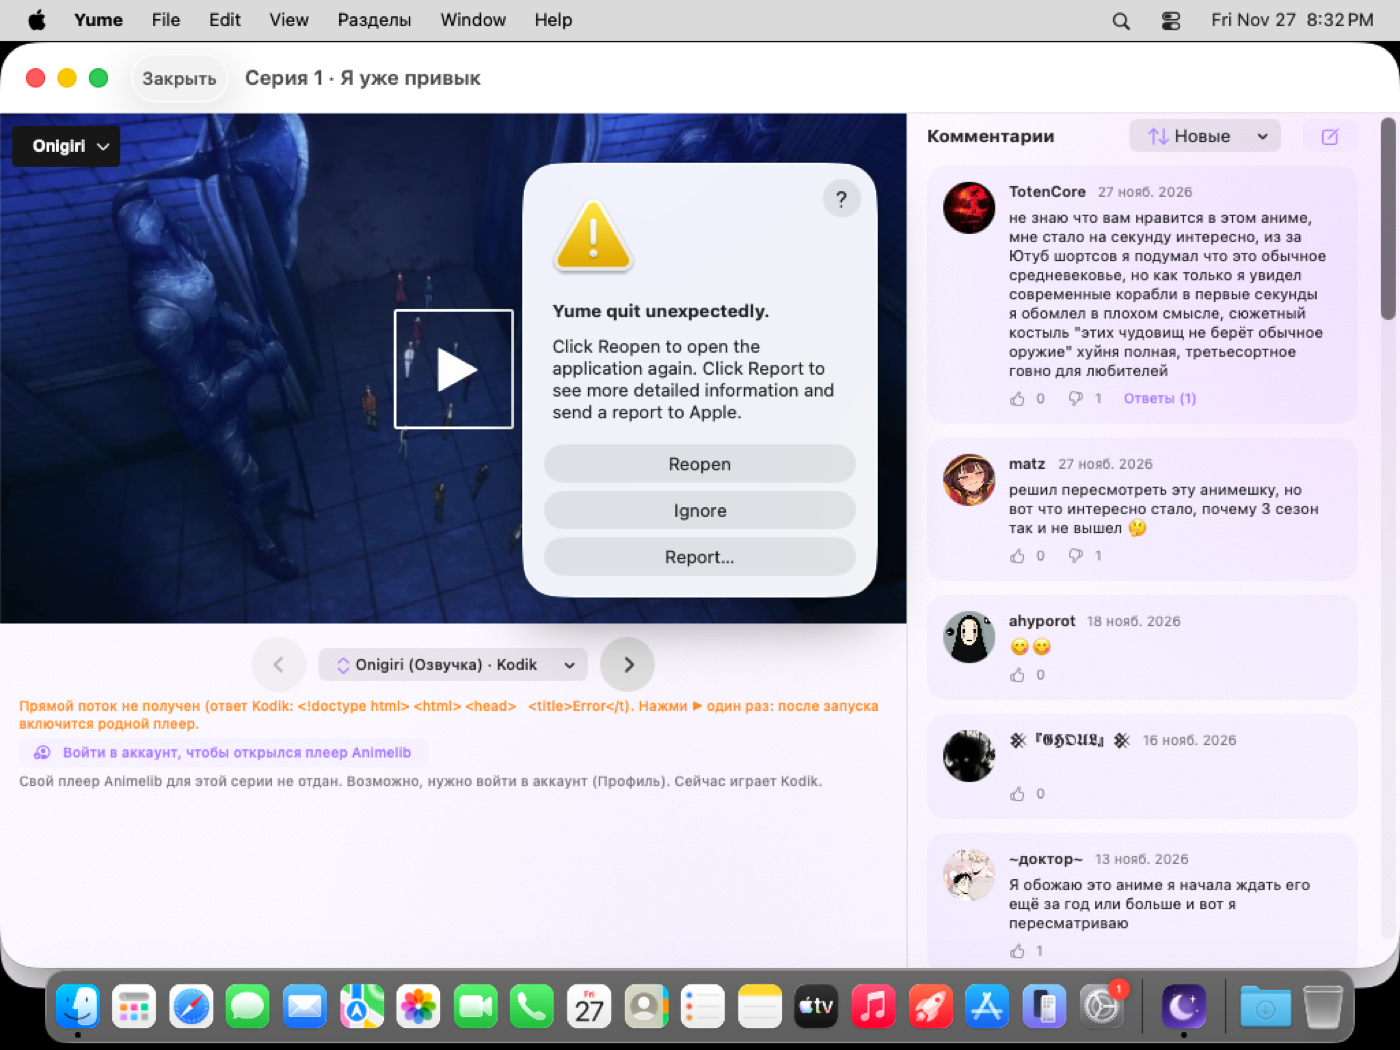 Yume File Edit View Разделы Window Help Fri Nov 27 8:32 PM
Закрыть Серия 1 · Я уже привык
Onigiri
?
Yume quit unexpectedly.
Click Reopen to open the
application again. Click Report to
see more detailed information and
send a report to Apple.
Reopen
Ignore
Report...
Onigiri (Озвучка) · Kodik
Прямой поток не получен (ответ Kodik: <!doctype html> <html> <head> <title>Error</t). Нажми ▶ один раз: после запуска
включится родной плеер.
Войти в аккаунт, чтобы открылся плеер Animelib
Свой плеер Animelib для этой серии не отдан. Возможно, нужно войти в аккаунт (Профиль). Сейчас играет Kodik.
Комментарии Новые
TotenCore 27 нояб. 2026
не знаю что вам нравится в этом аниме,
мне стало на секунду интересно, из за
Ютуб шортсов я подумал что это обычное
средневековье, но как только я увидел
современные корабли в первые секунды
я обомлел в плохом смысле, сюжетный
костыль "этих чудовищ не берёт обычное
оружие" хуйня полная, третьесортное
говно для любителей
0 1 Ответы (1)
matz 27 нояб. 2026
решил пересмотреть эту анимешку, но
вот что интересно стало, почему 3 сезон
так и не вышел 🤔
0 1
ahyporot 18 нояб. 2026
😋😋
0
16 нояб. 2026
0
~доктор~ 13 нояб. 2026
Я обожаю это аниме я начала ждать его
ещё за год или больше и вот я
пересматриваю
1
Fri
27
tv
1